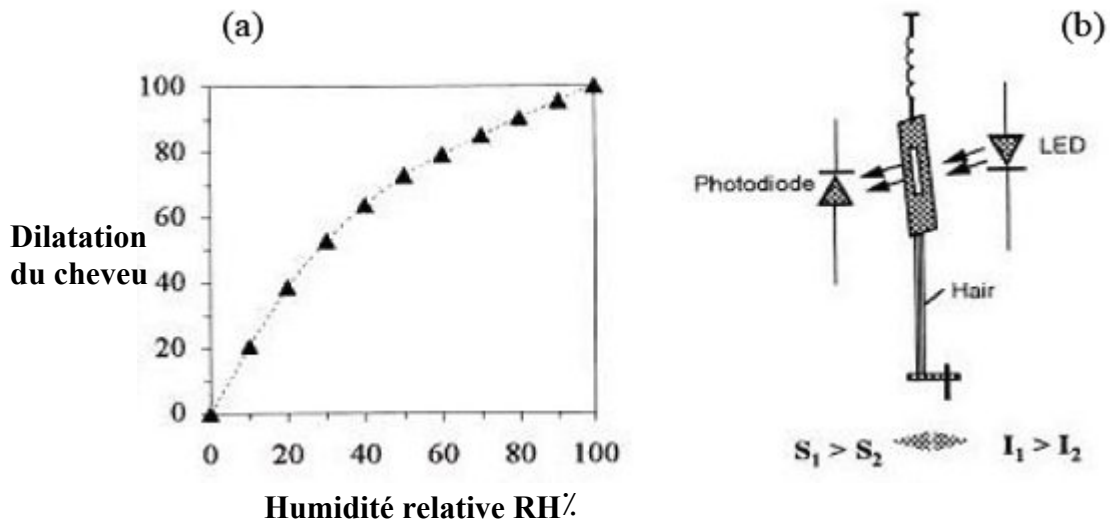 (a)
(b)
100
80
60
40
20
0
Dilatation
du cheveu
0 20 40 60 80 100
Humidité relative RH٪
LED
Photodiode
Hair
S₁ > S₂
I₁ > I₂